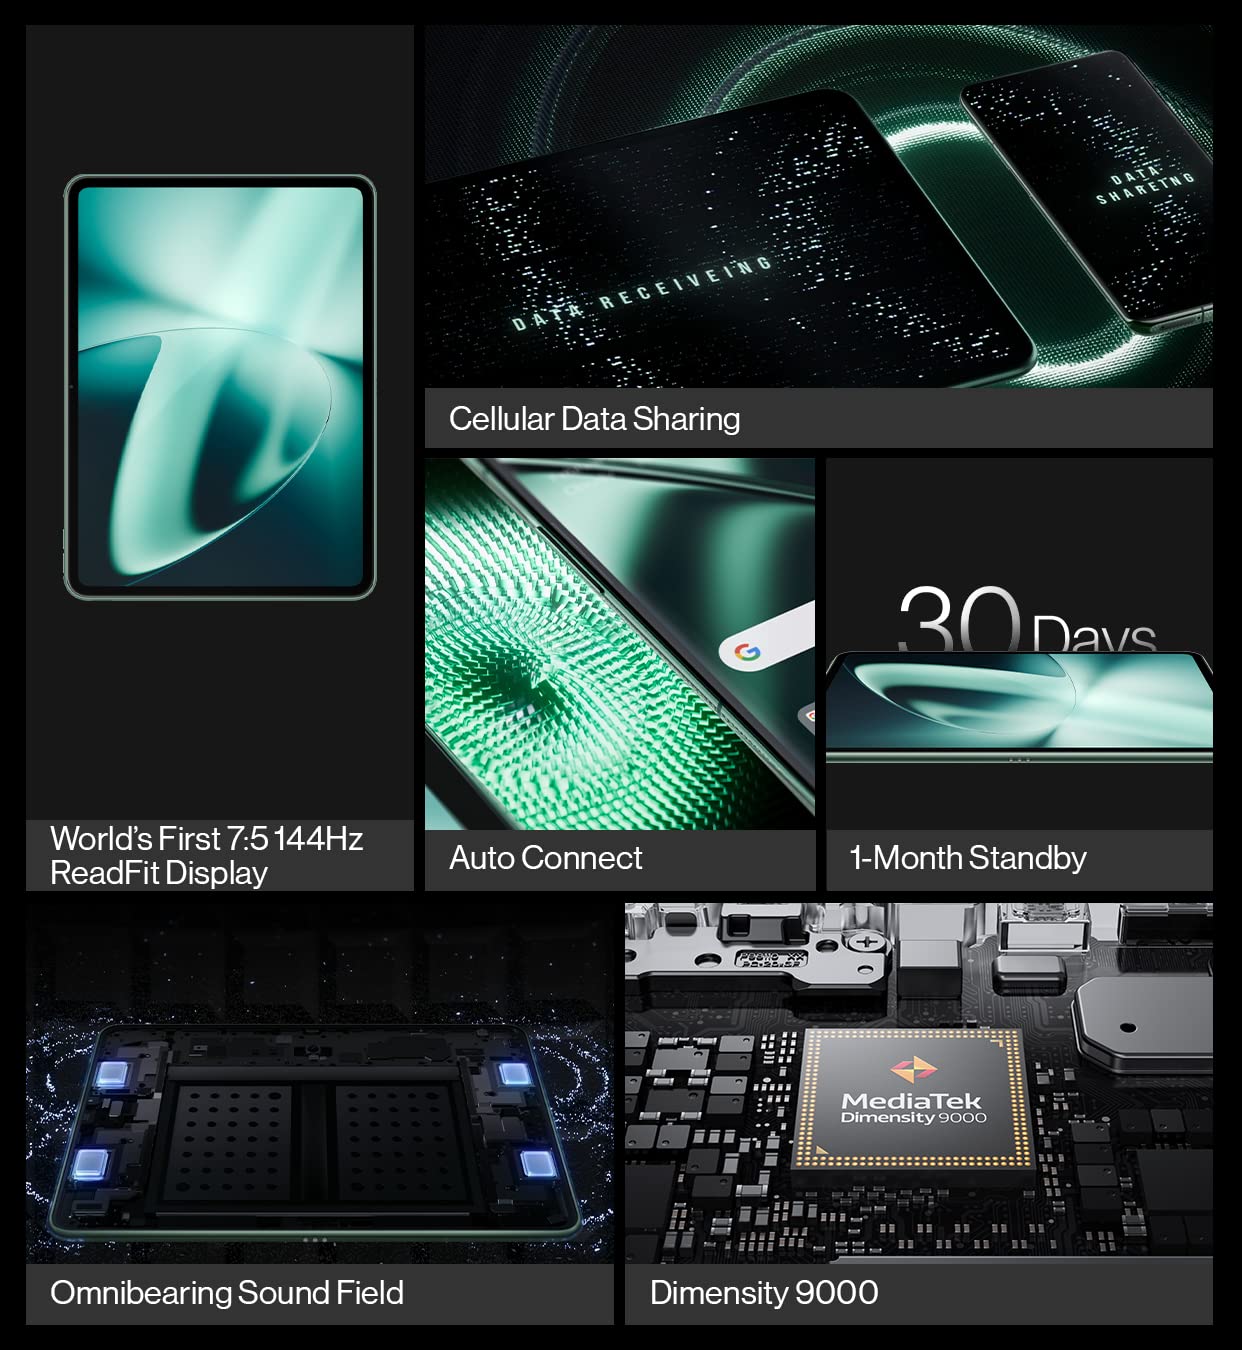 DATA RECEIVEING
DATA
SHARETNG
Cellular Data Sharing
30 Days
World's First 7:5 144Hz
ReadFit Display
Auto Connect
1-Month Standby
MediaTek
Dimensity 9000
Omnibearing Sound Field
Dimensity 9000